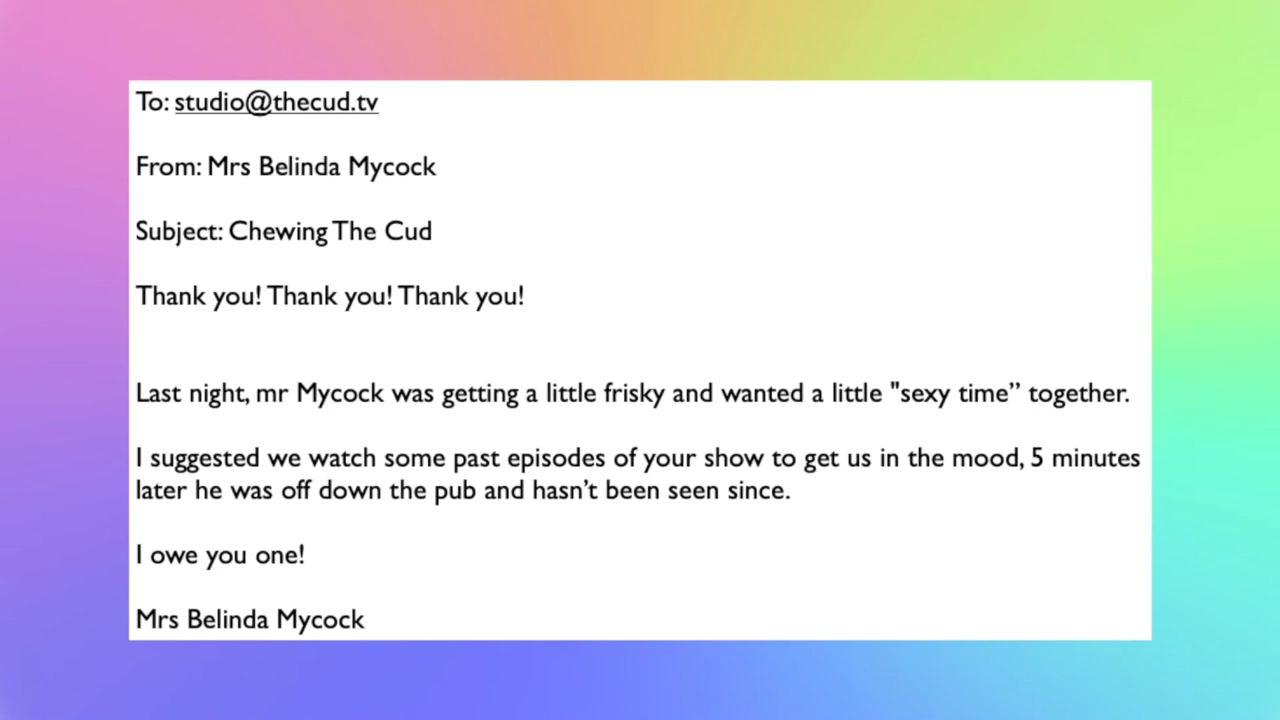 To: studio@thecud.tv
From: Mrs Belinda Mycock
Subject: Chewing The Cud
Thank you! Thank you! Thank you!
Last night, mr Mycock was getting a little frisky and wanted a little "sexy time” together.
I suggested we watch some past episodes of your show to get us in the mood, 5 minutes
later he was off down the pub and hasn’t been seen since.
I owe you one!
Mrs Belinda Mycock